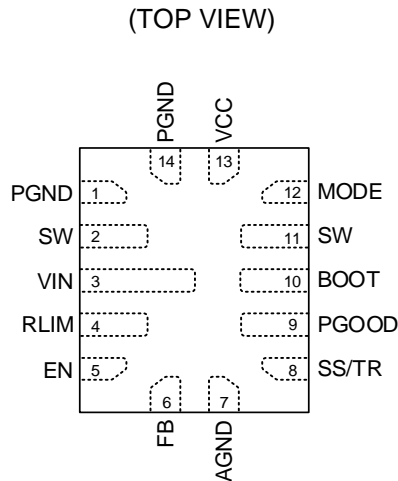 (TOP VIEW)
PGND
VCC
14
13
PGND 1
12 MODE
SW 2
11 SW
VIN 3
10 BOOT
RLIM 4
9 PGOOD
EN 5
8 SS/TR
6
7
FB
AGND